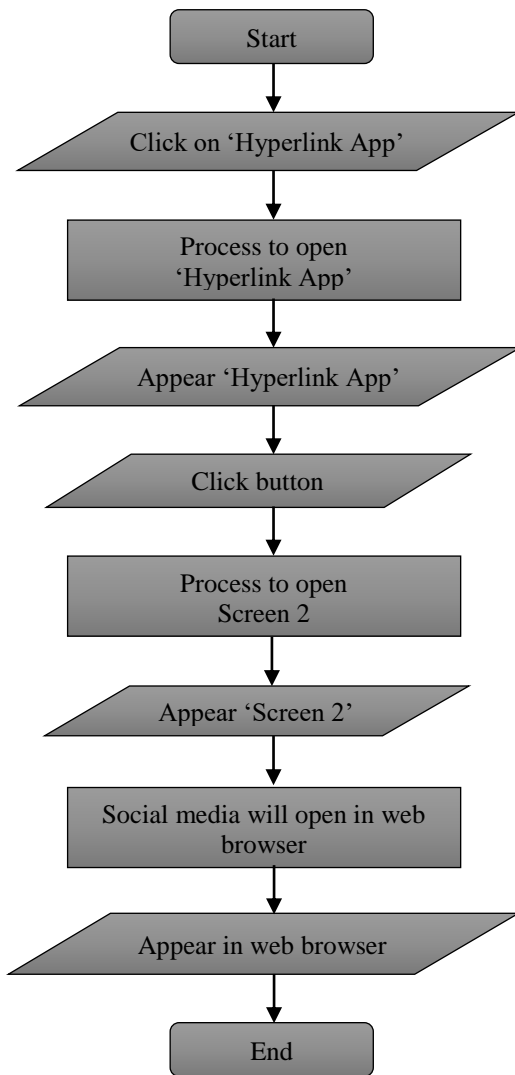 Start
Click on ‘Hyperlink App’
Process to open
‘Hyperlink App’
Appear ‘Hyperlink App’
Click button
Process to open
Screen 2
Appear ‘Screen 2’
Social media will open in web
browser
Appear in web browser
End